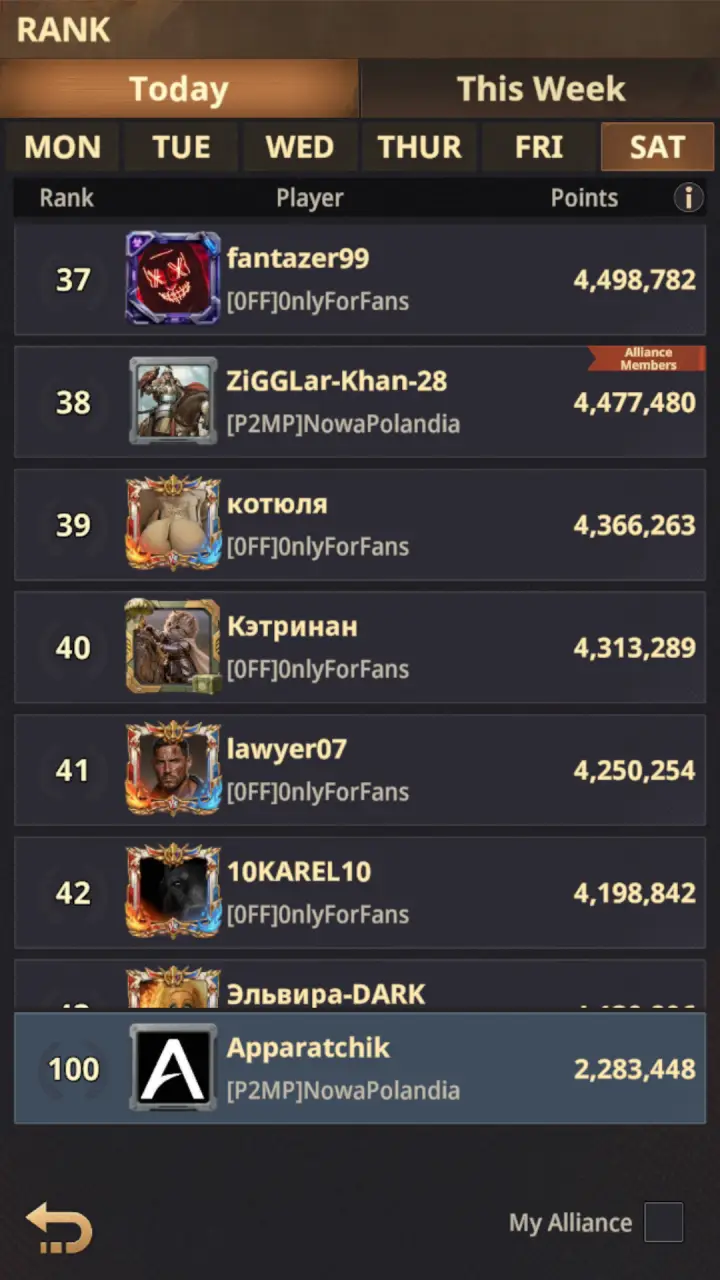 RANK
Today
This Week
MON TUE WED THUR FRI SAT
Rank Player Points
37
fantazer99
[0FF]0nlyForFans
4,498,782
Alliance
Members
38
ZiGGLar-Khan-28
[P2MP]NowaPolandia
4,477,480
39
котюля
[0FF]0nlyForFans
4,366,263
40
Кэтринан
[0FF]0nlyForFans
4,313,289
41
lawyer07
[0FF]0nlyForFans
4,250,254
42
10KAREL10
[0FF]0nlyForFans
4,198,842
Эльвира-DARK
100
Apparatchik
[P2MP]NowaPolandia
2,283,448
My Alliance